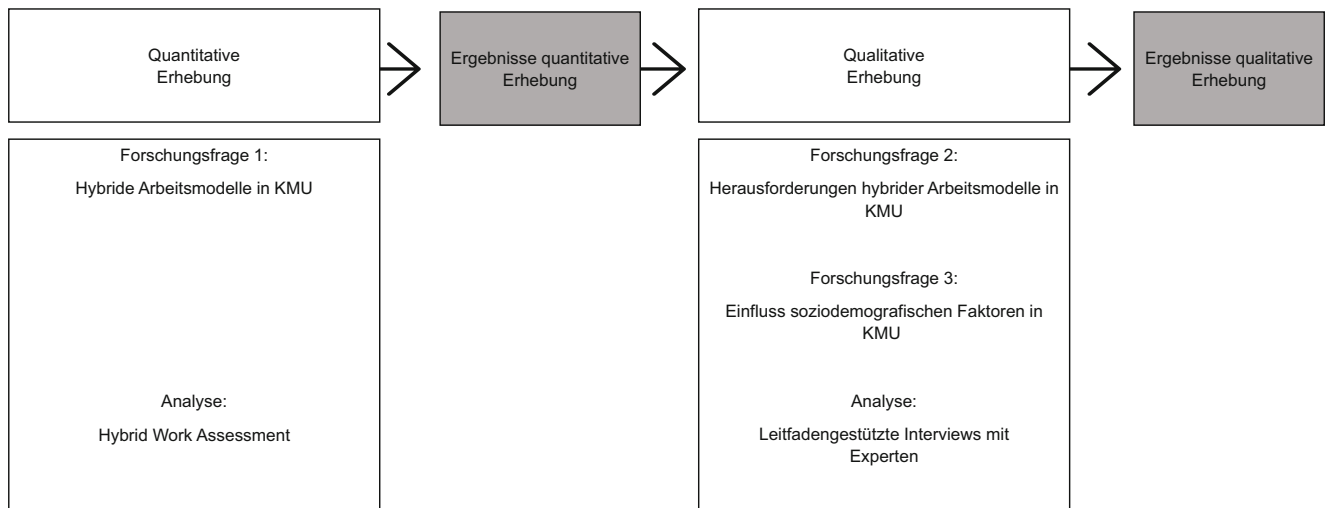 Quantitative
Erhebung
Ergebnisse quantitative
Erhebung
Qualitative
Erhebung
Ergebnisse qualitative
Erhebung
Forschungsfrage 1:
Hybride Arbeitsmodelle in KMU
Analyse:
Hybrid Work Assessment
Forschungsfrage 2:
Herausforderungen hybrider Arbeitsmodelle in
KMU
Forschungsfrage 3:
Einfluss soziodemografischen Faktoren in
KMU
Analyse:
Leitfadengestützte Interviews mit
Experten